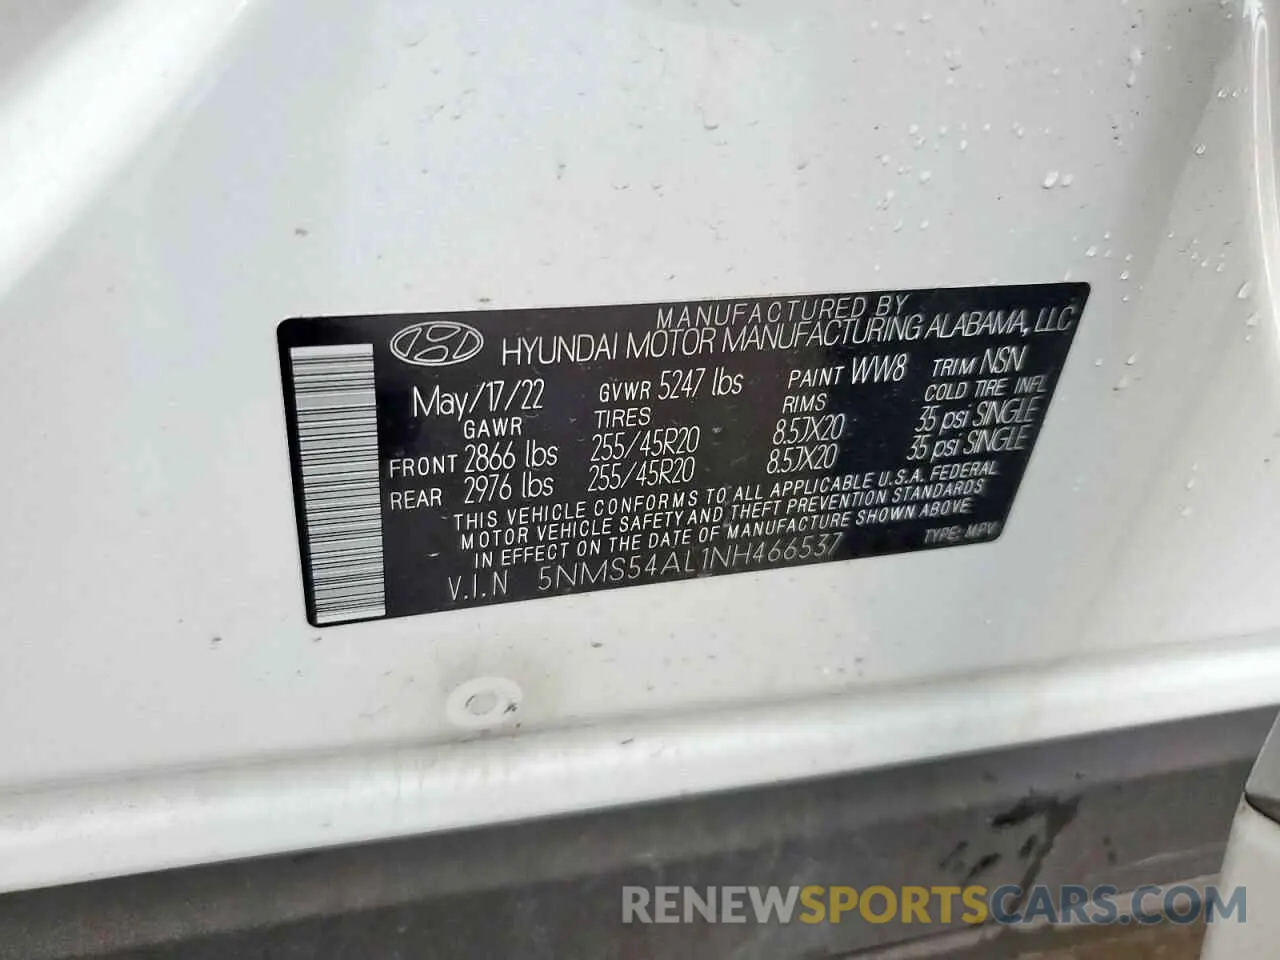 MANUFACTURED BY
HYUNDAI MOTOR MANUFACTURING ALABAMA, LLC
May/17/22 GVWR 5247 lbs PAINT WW8 TRIM NSN
GAWR TIRES RIMS COLD TIRE INFL
FRONT 2866 lbs 255/45R20 8.5JX20 35 psi SINGLE
REAR 2976 lbs 255/45R20 8.5JX20 35 psi SINGLE
THIS VEHICLE CONFORMS TO ALL APPLICABLE U.S.A. FEDERAL
MOTOR VEHICLE SAFETY AND THEFT PREVENTION STANDARDS
IN EFFECT ON THE DATE OF MANUFACTURE SHOWN ABOVE
V.I.N 5NMS54AL1NH466537 TYPE: MPV
RENEWSPORTSCARS.COM